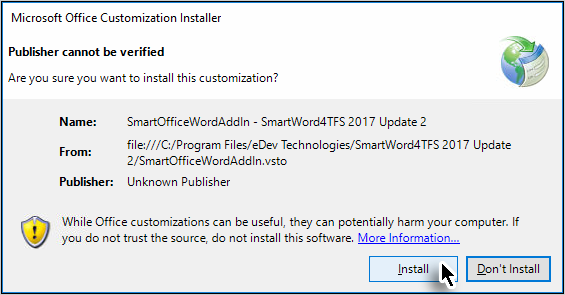 Microsoft Office Customization Installer
Publisher cannot be verified
Are you sure you want to install this customization?
Name: SmartOfficeWordAddIn - SmartWord4TFS 2017 Update 2
From: file:///C:/Program Files/eDev Technologies/SmartWord4TFS 2017 Update
2/SmartOfficeWordAddIn.vsto
Publisher: Unknown Publisher
While Office customizations can be useful, they can potentially harm your computer. If
you do not trust the source, do not install this software. More Information...
Install Don't Install